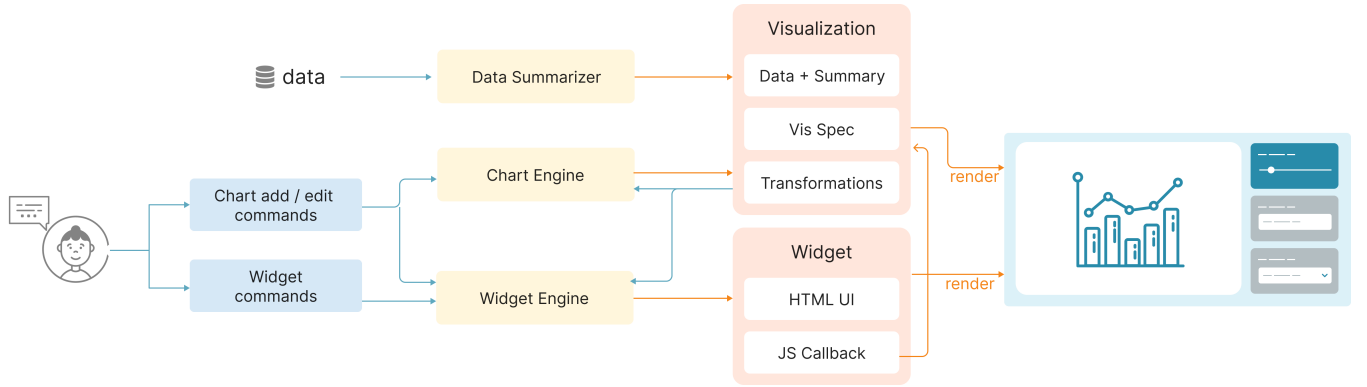 data
Data Summarizer
Visualization
Data + Summary
Vis Spec
Transformations
Chart Engine
Chart add / edit
commands
Widget
commands
Widget Engine
Widget
HTML UI
JS Callback
render
render